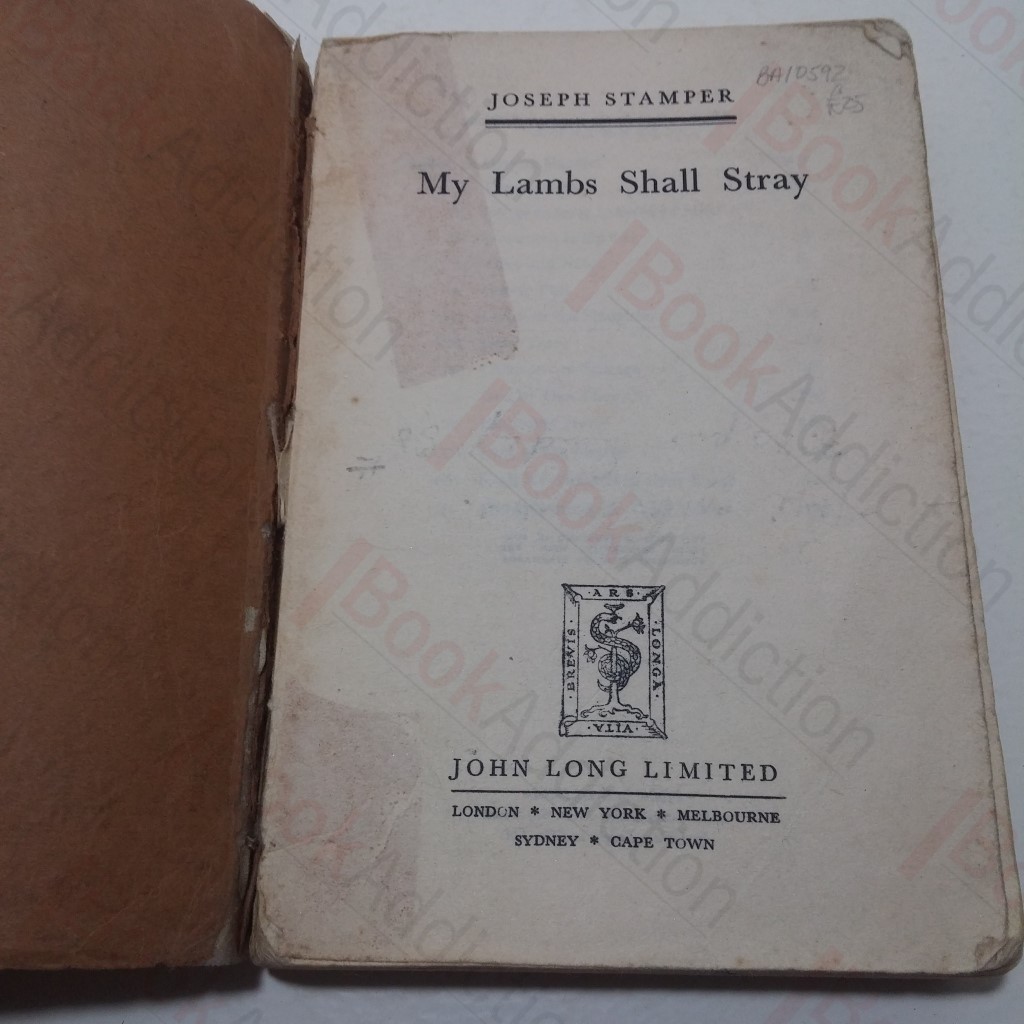 BA10592
JOSEPH STAMPER
My Lambs Shall Stray
· ARS ·
BREVIS ·
LONGA ·
· VITA ·
JOHN LONG LIMITED
LONDON * NEW YORK * MELBOURNE
SYDNEY * CAPE TOWN
BookAddiction